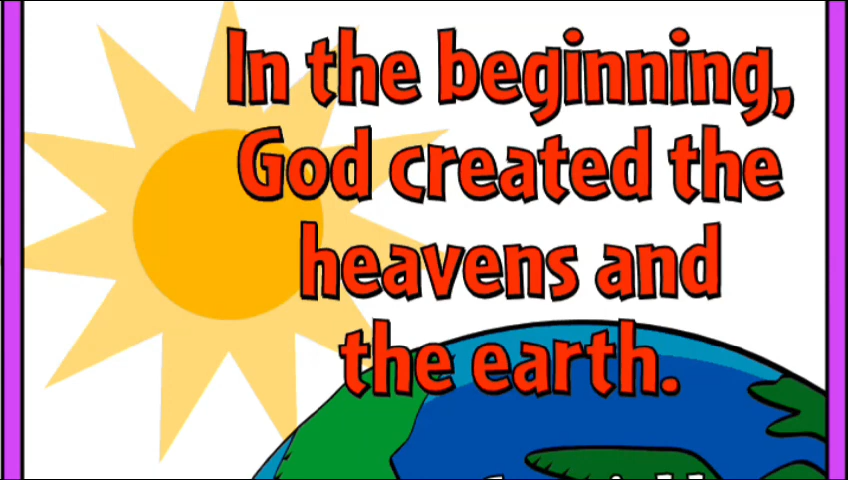 In the beginning,
God created the
heavens and
the earth.